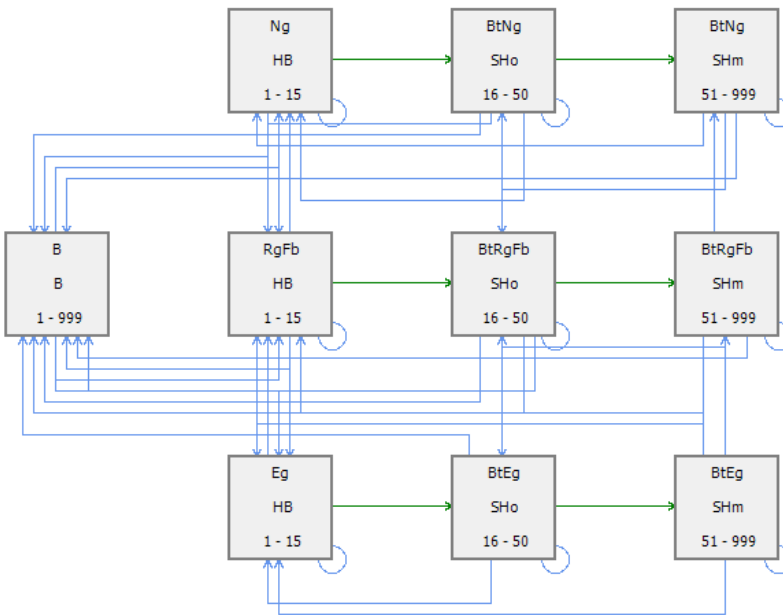 Ng
HB
1 - 15
BtNg
SHo
16 - 50
BtNg
SHm
51 - 999
B
B
1 - 999
RgFb
HB
1 - 15
BtRgFb
SHo
16 - 50
BtRgFb
SHm
51 - 999
Eg
HB
1 - 15
BtEg
SHo
16 - 50
BtEg
SHm
51 - 999